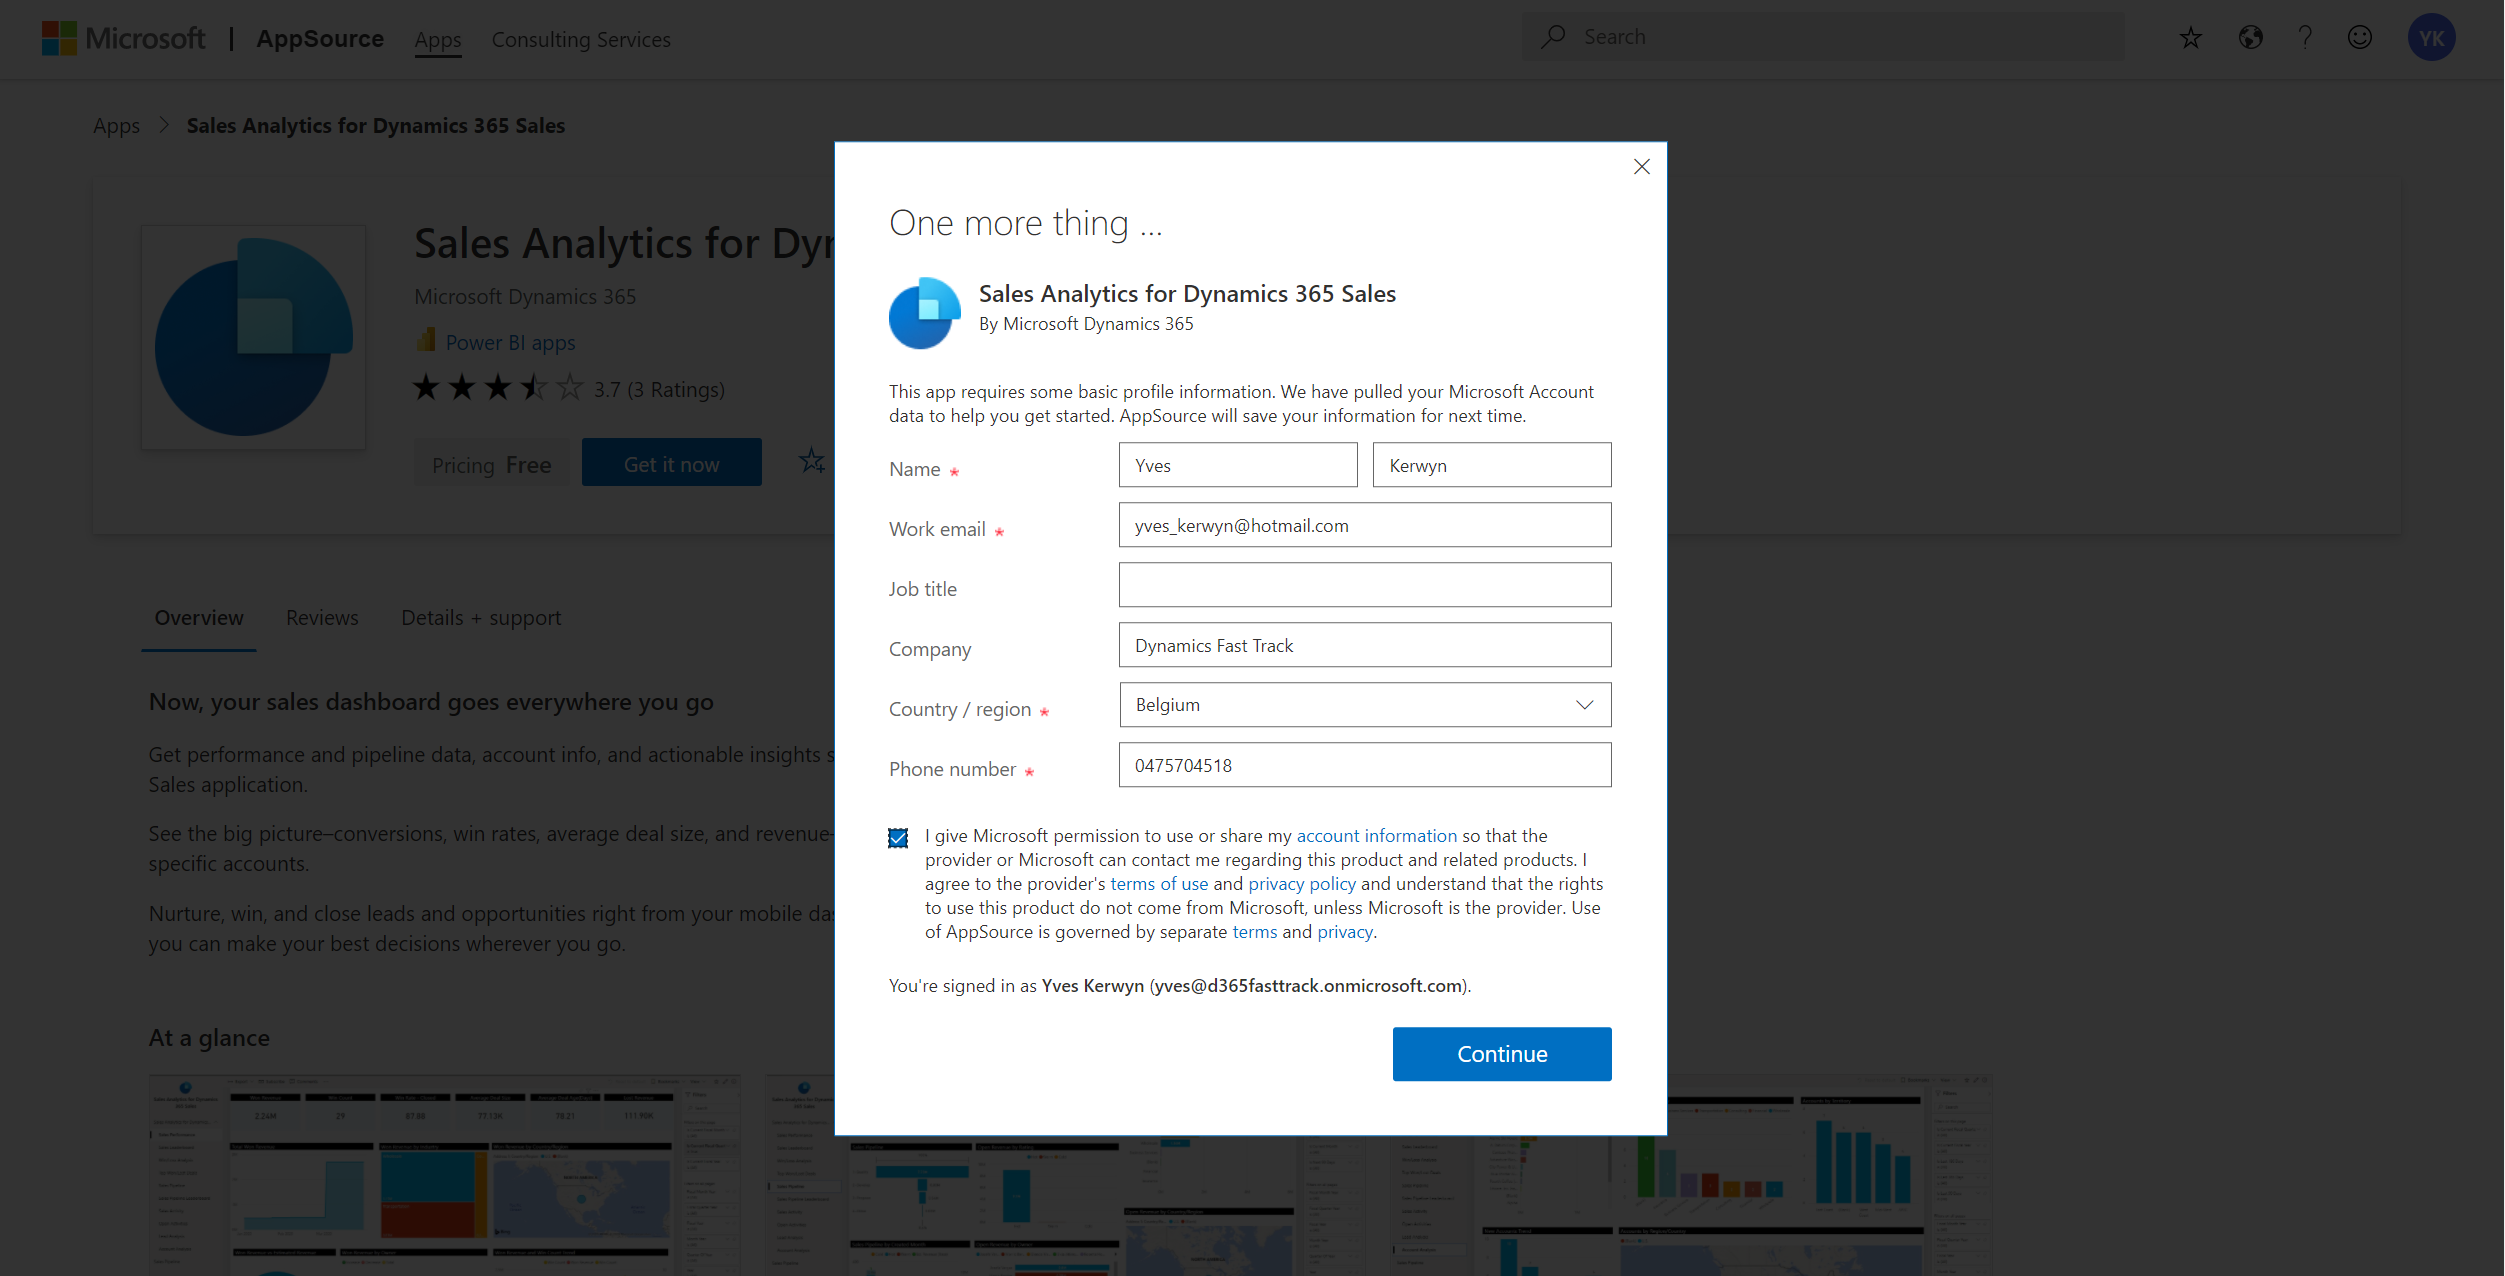 Microsoft | AppSource Apps Consulting Services Search YK
Apps > Sales Analytics for Dynamics 365 Sales
Sales Analytics for Dyn
Microsoft Dynamics 365
Power BI apps
3.7 (3 Ratings)
Pricing Free Get it now
Overview Reviews Details + support
Now, your sales dashboard goes everywhere you go
Get performance and pipeline data, account info, and actionable insights s
Sales application.
See the big picture–conversions, win rates, average deal size, and revenue–
specific accounts.
Nurture, win, and close leads and opportunities right from your mobile da
you can make your best decisions wherever you go.
At a glance
2.24M 29 87.88 77.13K 78.21 111.90K
One more thing ...
Sales Analytics for Dynamics 365 Sales
By Microsoft Dynamics 365
This app requires some basic profile information. We have pulled your Microsoft Account
data to help you get started. AppSource will save your information for next time.
Name * Yves Kerwyn
Work email * yves_kerwyn@hotmail.com
Job title
Company Dynamics Fast Track
Country / region * Belgium
Phone number * 0475704518
I give Microsoft permission to use or share my account information so that the
provider or Microsoft can contact me regarding this product and related products. I
agree to the provider's terms of use and privacy policy and understand that the rights
to use this product do not come from Microsoft, unless Microsoft is the provider. Use
of AppSource is governed by separate terms and privacy.
You're signed in as Yves Kerwyn (yves@d365fasttrack.onmicrosoft.com).
Continue